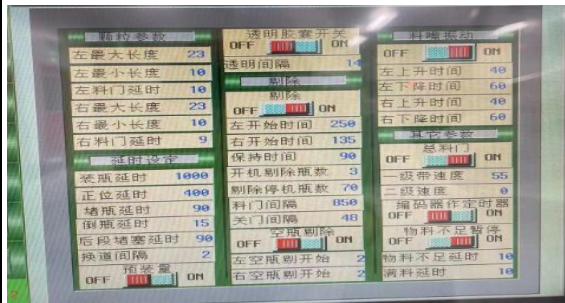 颗粒参数
左最大长度 23
左最小长度 10
左料门延时 10
右最大长度 23
右最小长度 10
右料门延时 9
延时设定
装瓶延时 1000
正位延时 400
堵瓶延时 90
倒瓶延时 15
后段堵塞延时 90
换道间隔 2
预装量
OFF ON
透明胶囊开关
OFF ON
透明间隔 14
剔除
剔除
OFF ON
左开始时间 250
右开始时间 135
保持时间 90
开机剔除瓶数 3
剔除停机瓶数 70
料门间隔 850
关门间隔 48
空瓶剔除
OFF ON
左空瓶剔开始 2
右空瓶剔开始 2
料嘴振动
OFF ON
左上升时间 40
左下降时间 60
右上升时间 40
右下降时间 60
其它参数
总料门
OFF ON
一级带速度 55
二级速度 0
编码器作定时器
OFF ON
物料不足暂停
OFF ON
物料不足延时 10
满料延时 10